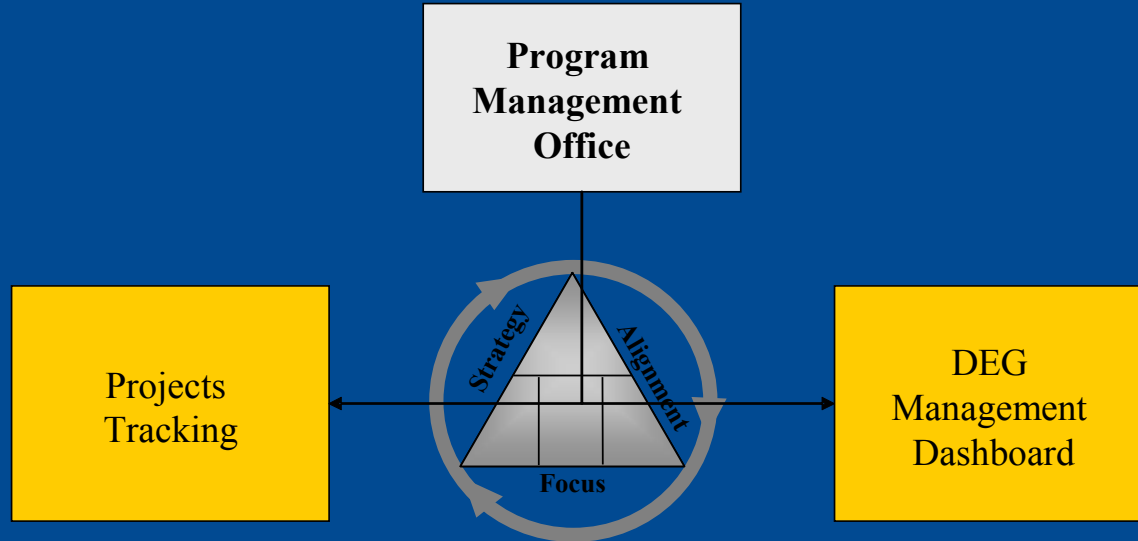 Program
Management
Office
Strategy
Alignment
Focus
Projects
Tracking
DEG
Management
Dashboard